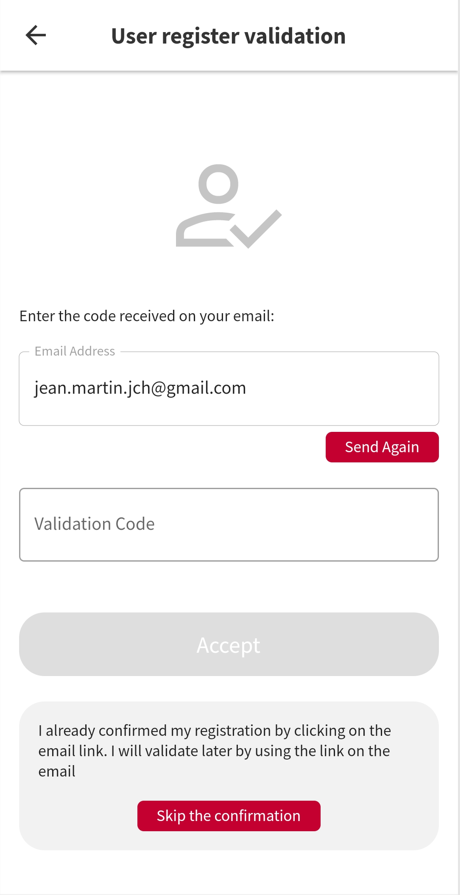 User register validation
Enter the code received on your email:
Email Address
jean.martin.jch@gmail.com
Send Again
Validation Code
Accept
I already confirmed my registration by clicking on the
email link. I will validate later by using the link on the
email
Skip the confirmation